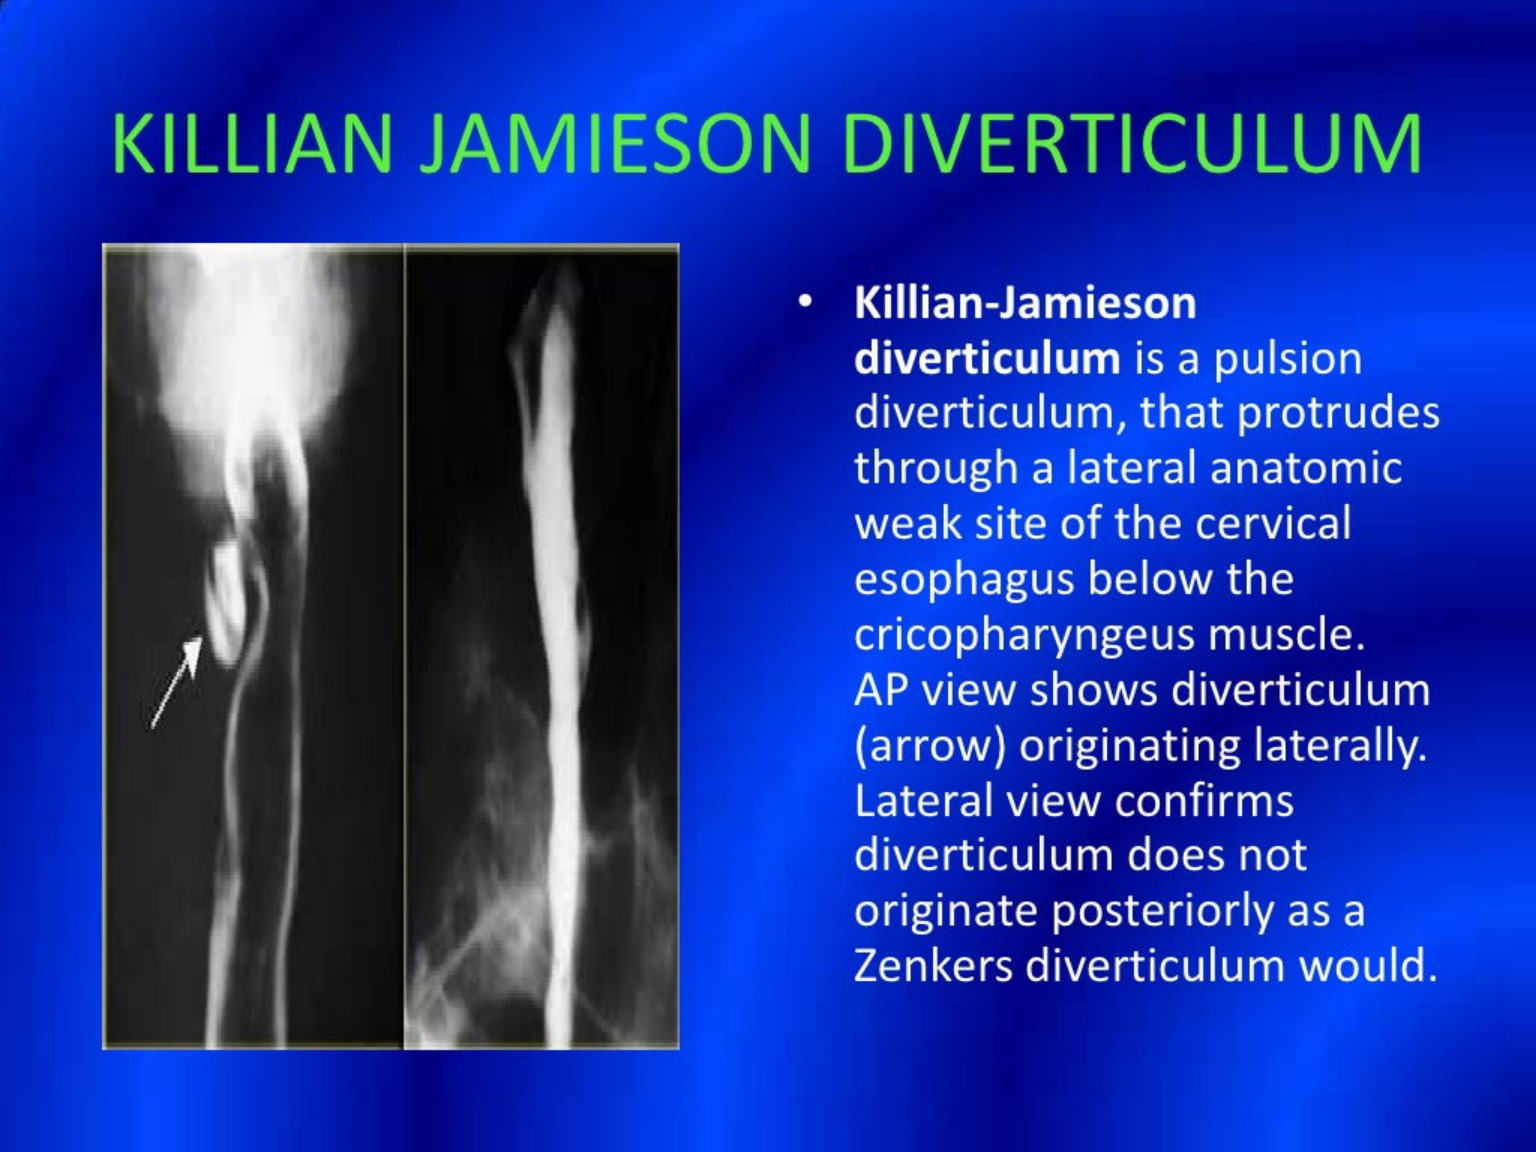 KILLIAN JAMIESON DIVERTICULUM
• Killian-Jamieson
diverticulum is a pulsion
diverticulum, that protrudes
through a lateral anatomic
weak site of the cervical
esophagus below the
cricopharyngeus muscle.
AP view shows diverticulum
(arrow) originating laterally.
Lateral view confirms
diverticulum does not
originate posteriorly as a
Zenkers diverticulum would.